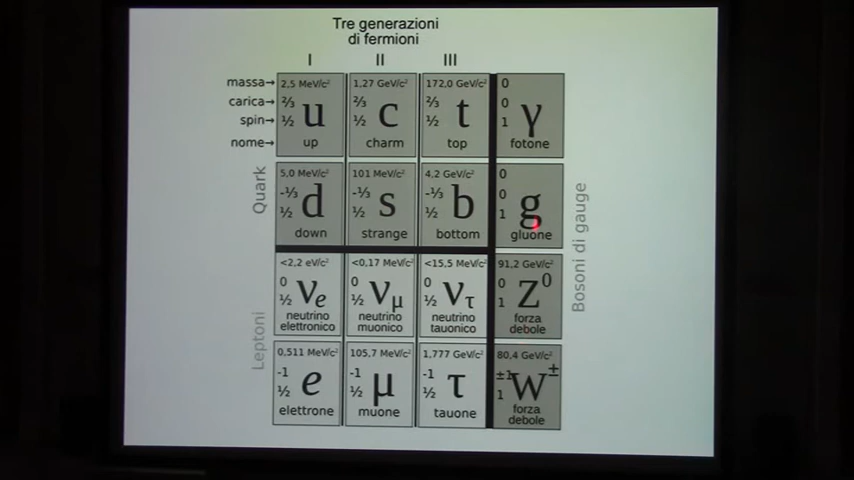 Tre generazioni
di fermioni
I II III
massa→ 2,5 MeV/c² 1,27 GeV/c² 172,0 GeV/c² 0
carica→ ⅔ ⅔ ⅔ 0
spin→ ½ u ½ c ½ t 1 γ
nome→ up charm top fotone
Quark
5,0 MeV/c² 101 MeV/c² 4,2 GeV/c² 0
-⅓ -⅓ -⅓ 0
½ d ½ s ½ b 1 g
down strange bottom gluone
Bosoni di gauge
<2,2 eV/c² <0,17 MeV/c² <15,5 MeV/c² 91,2 GeV/c²
0 0 0 0
½ νe ½ νμ ½ ντ 1 Z⁰
neutrino neutrino neutrino forza
elettronico muonico tauonico debole
Leptoni
0,511 MeV/c² 105,7 MeV/c² 1,777 GeV/c² 80,4 GeV/c²
-1 -1 -1 ±1
½ e ½ μ ½ τ 1 W±
elettrone muone tauone forza
debole